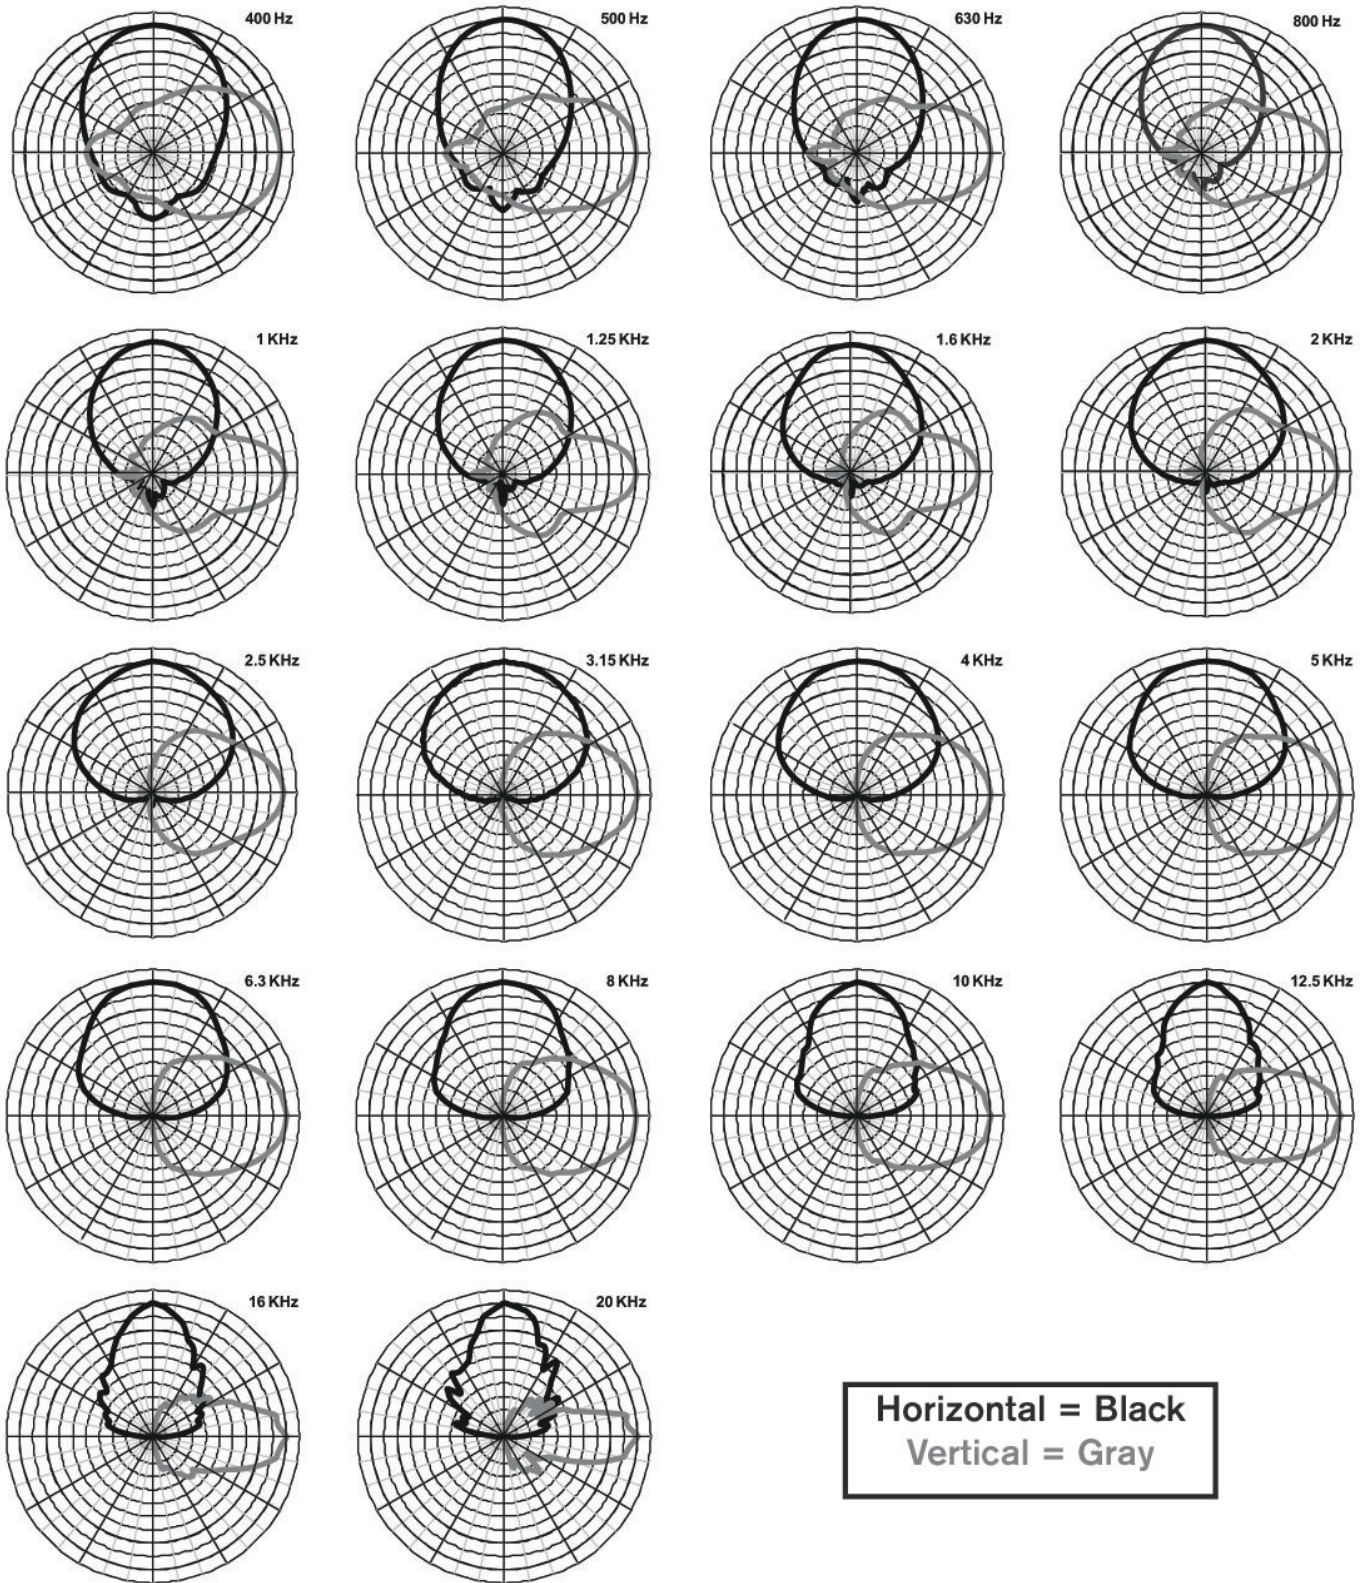 400 Hz
500 Hz
630 Hz
800 Hz
1 KHz
1.25 KHz
1.6 KHz
2 KHz
2.5 KHz
3.15 KHz
4 KHz
5 KHz
6.3 KHz
8 KHz
10 KHz
12.5 KHz
16 KHz
20 KHz
Horizontal = Black
Vertical = Gray